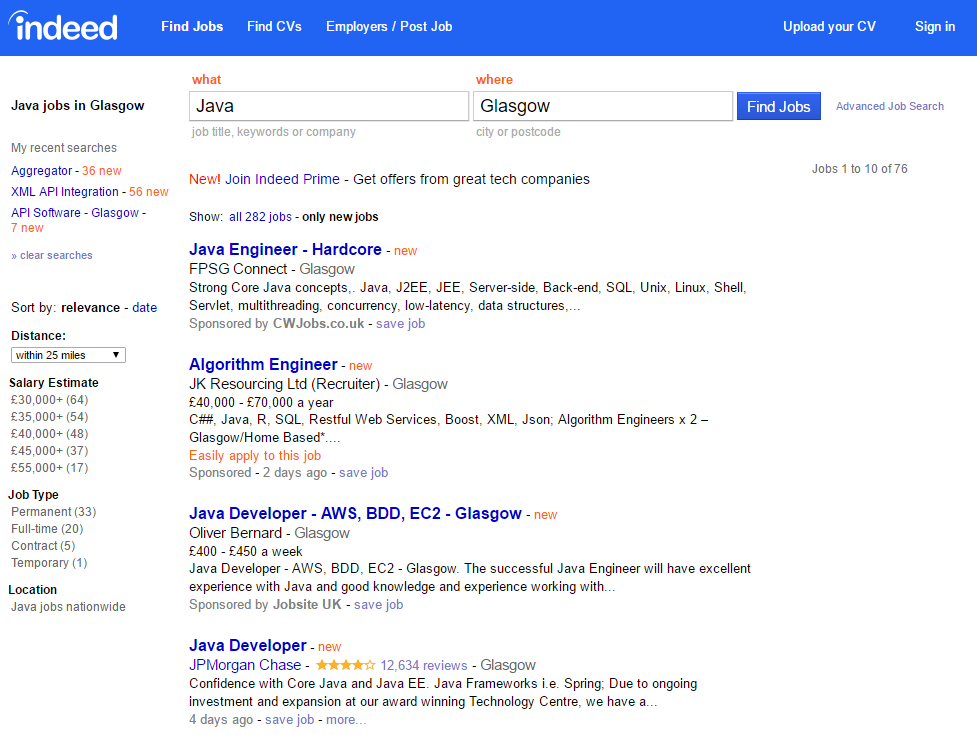 indeed Find Jobs Find CVs Employers / Post Job Upload your CV Sign in
what where
Java jobs in Glasgow
Java Glasgow Find Jobs Advanced Job Search
job title, keywords or company city or postcode
My recent searches
Aggregator - 36 new
XML API Integration - 56 new
API Software - Glasgow -
7 new
» clear searches
Sort by: relevance - date
Distance:
within 25 miles
Salary Estimate
£30,000+ (64)
£35,000+ (54)
£40,000+ (48)
£45,000+ (37)
£55,000+ (17)
Job Type
Permanent (33)
Full-time (20)
Contract (5)
Temporary (1)
Location
Java jobs nationwide
Jobs 1 to 10 of 76
New! Join Indeed Prime - Get offers from great tech companies
Show: all 282 jobs - only new jobs
Java Engineer - Hardcore - new
FPSG Connect - Glasgow
Strong Core Java concepts,. Java, J2EE, JEE, Server-side, Back-end, SQL, Unix, Linux, Shell,
Servlet, multithreading, concurrency, low-latency, data structures,...
Sponsored by CWJobs.co.uk - save job
Algorithm Engineer - new
JK Resourcing Ltd (Recruiter) - Glasgow
£40,000 - £70,000 a year
C##, Java, R, SQL, Restful Web Services, Boost, XML, Json; Algorithm Engineers x 2 –
Glasgow/Home Based*....
Easily apply to this job
Sponsored - 2 days ago - save job
Java Developer - AWS, BDD, EC2 - Glasgow - new
Oliver Bernard - Glasgow
£400 - £450 a week
Java Developer - AWS, BDD, EC2 - Glasgow. The successful Java Engineer will have excellent
experience with Java and good knowledge and experience working with...
Sponsored by Jobsite UK - save job
Java Developer - new
JPMorgan Chase - 12,634 reviews - Glasgow
Confidence with Core Java and Java EE. Java Frameworks i.e. Spring; Due to ongoing
investment and expansion at our award winning Technology Centre, we have a...
4 days ago - save job - more...